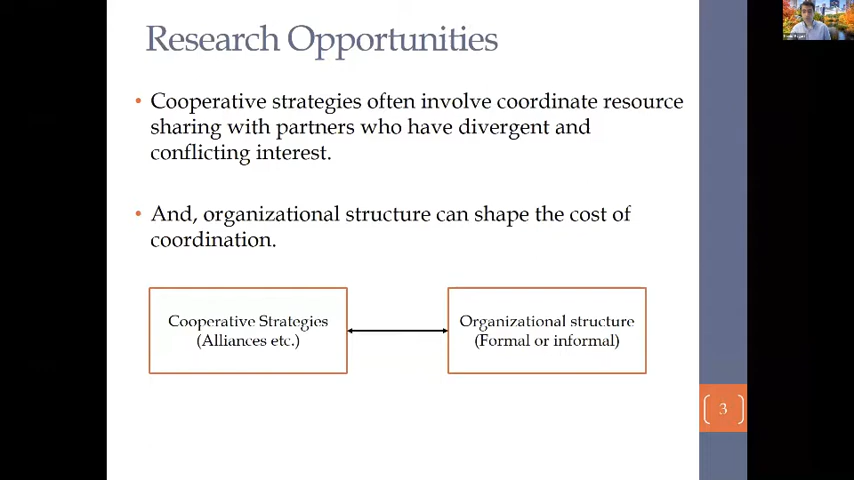 Research Opportunities
• Cooperative strategies often involve coordinate resource
sharing with partners who have divergent and
conflicting interest.
• And, organizational structure can shape the cost of
coordination.
Cooperative Strategies
(Alliances etc.)
Organizational structure
(Formal or informal)
3